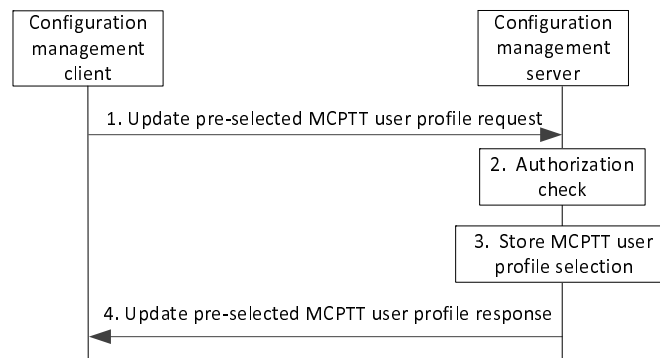 Configuration
management
client
Configuration
management
server
1. Update pre-selected MCPTT user profile request
2. Authorization
check
3. Store MCPTT user
profile selection
4. Update pre-selected MCPTT user profile response